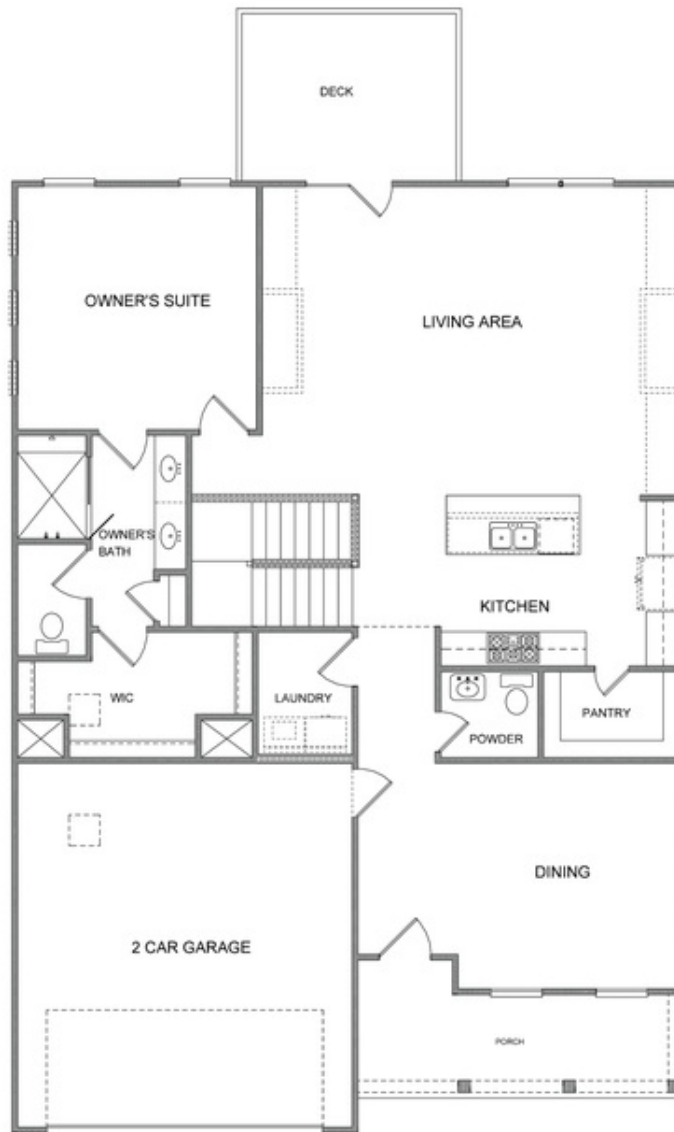 DECK
OWNER'S SUITE
LIVING AREA
OWNER'S
BATH
KITCHEN
WIC
LAUNDRY
POWDER
PANTRY
DINING
2 CAR GARAGE
PORCH